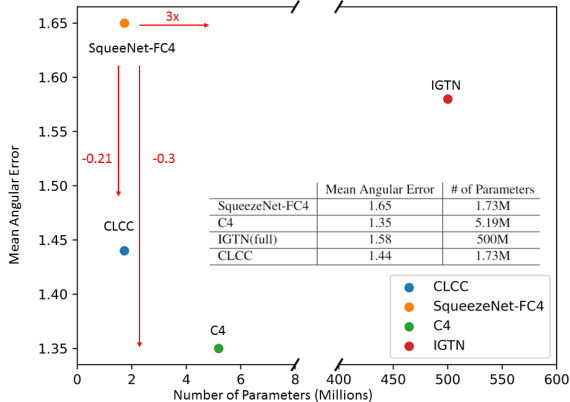 1.65
3x
SqueeNet-FC4
1.60
IGTN
1.55
-0.21
-0.3
Mean Angular Error
1.50
Mean Angular Error # of Parameters
SqueezeNet-FC4 1.65 1.73M
C4 1.35 5.19M
IGTN(full) 1.58 500M
CLCC 1.44 1.73M
CLCC
1.45
1.40
CLCC
SqueezeNet-FC4
C4
IGTN
C4
1.35
0 2 4 6 8 400 450 500 550 600
Number of Parameters (Millions)